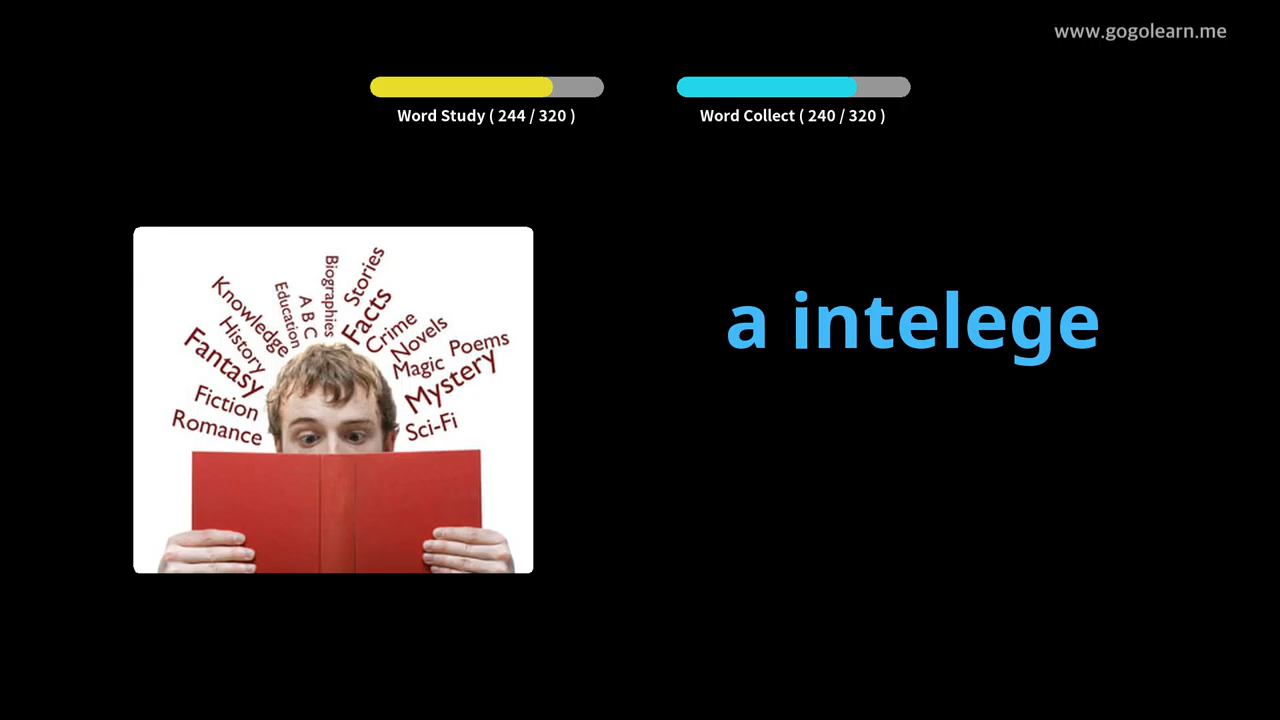 www.gogolearn.me
Word Study ( 244 / 320 )
Word Collect ( 240 / 320 )
a intelege
Romance
Fiction
Fantasy
History
Knowledge
Education
A B C
Biographies
Stories
Facts
Crime
Novels
Magic
Poems
Mystery
Sci-Fi